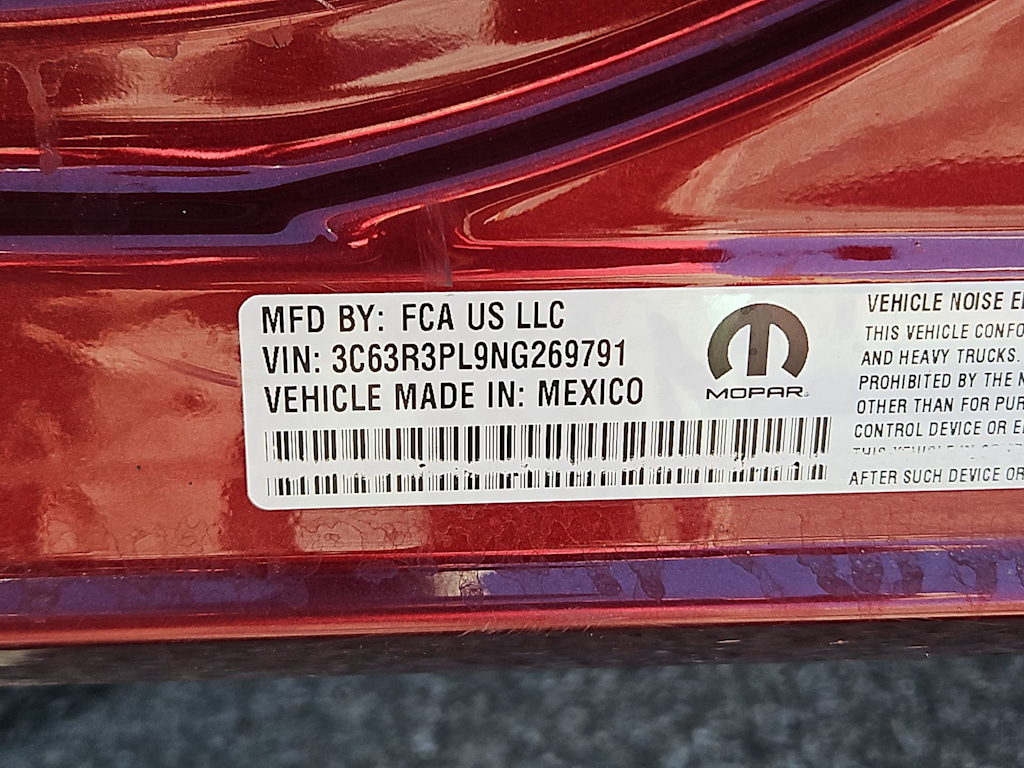 MFD BY: FCA US LLC
VIN: 3C63R3PL9NG269791
VEHICLE MADE IN: MEXICO
MOPAR®
VEHICLE NOISE
THIS VEHICLE
AND HEAVY TRUCKS.
PROHIBITED BY THE
OTHER THAN FOR
CONTROL DEVICE OR
AFTER SUCH DEVICE OR